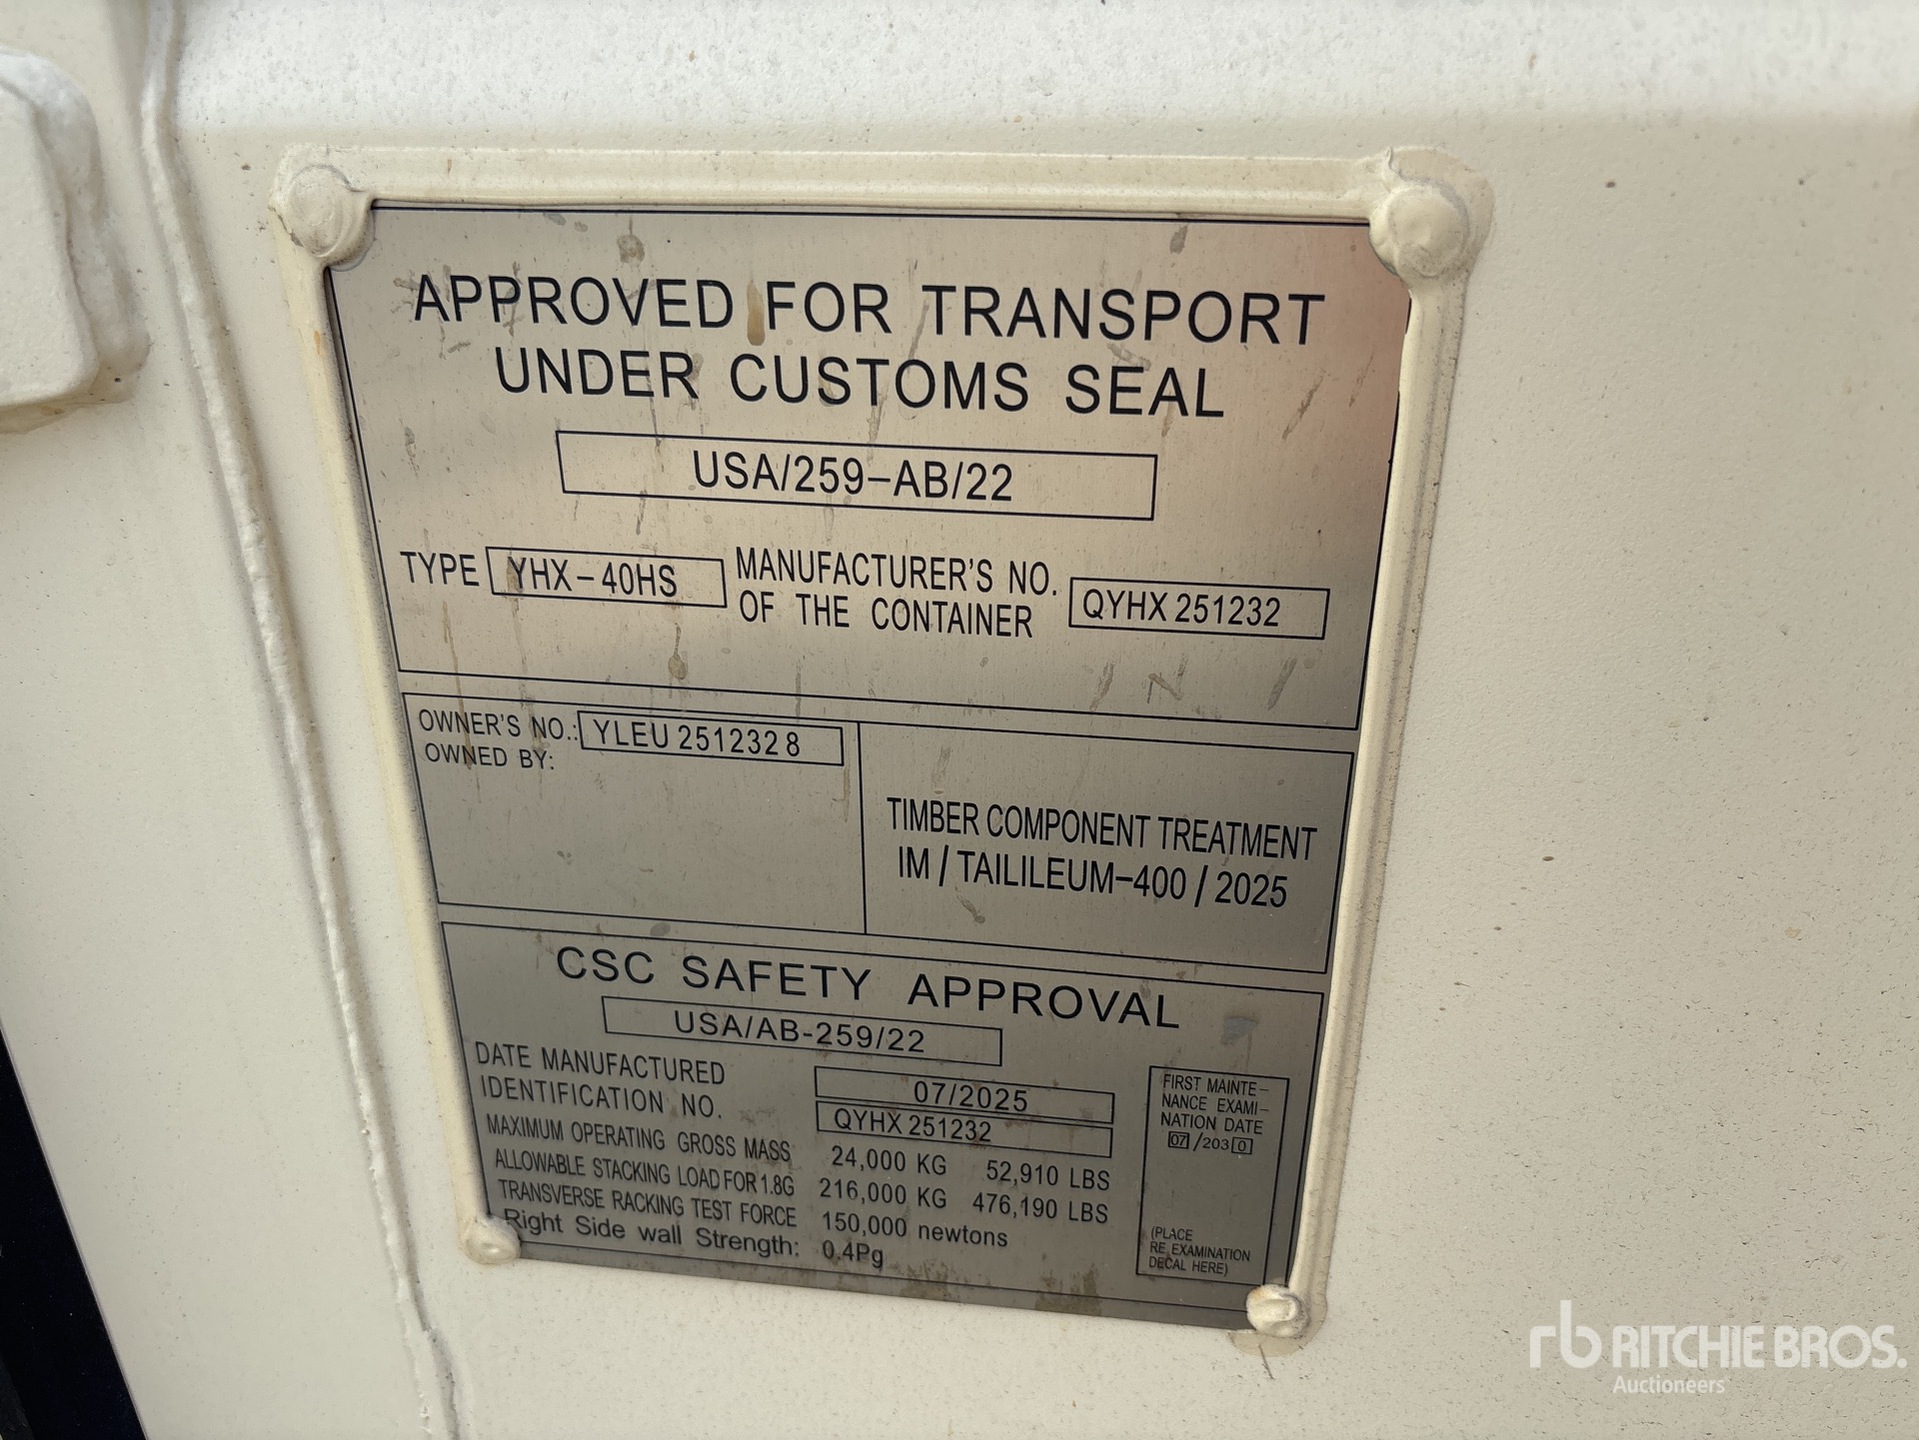 APPROVED FOR TRANSPORT
UNDER CUSTOMS SEAL
USA/259-AB/22
TYPE YHX-40HS MANUFACTURER'S NO.
OF THE CONTAINER QYHX 251232
OWNER'S NO.: YLEU 251232 8
OWNED BY:
TIMBER COMPONENT TREATMENT
IM / TAILILEUM-400 / 2025
CSC SAFETY APPROVAL
USA/AB-259/22
DATE MANUFACTURED 07/2025
IDENTIFICATION NO. QYHX 251232
MAXIMUM OPERATING GROSS MASS 24,000 KG 52,910 LBS
ALLOWABLE STACKING LOAD FOR 1.8G 216,000 KG 476,190 LBS
TRANSVERSE RACKING TEST FORCE 150,000 newtons
Right Side wall Strength: 0.4Pg
FIRST MAINTE-
NANCE EXAMI-
NATION DATE
07/2030
(PLACE
RE EXAMINATION
DECAL HERE)
rb RITCHIE BROS.
Auctioneers